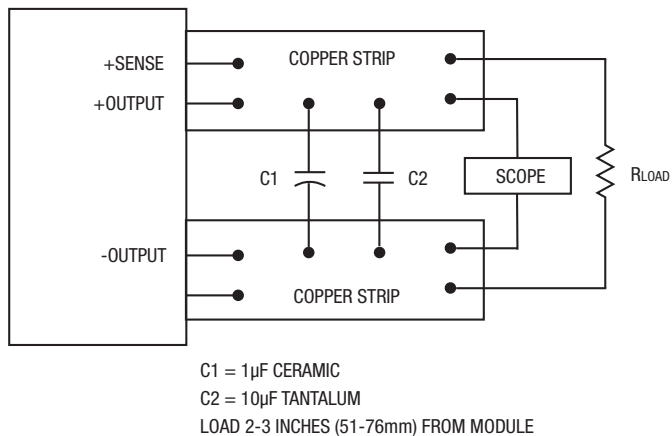 +SENSE
COPPER STRIP
+OUTPUT
C1
C2
SCOPE
RLOAD
-OUTPUT
COPPER STRIP
C1 = 1µF CERAMIC
C2 = 10µF TANTALUM
LOAD 2-3 INCHES (51-76mm) FROM MODULE